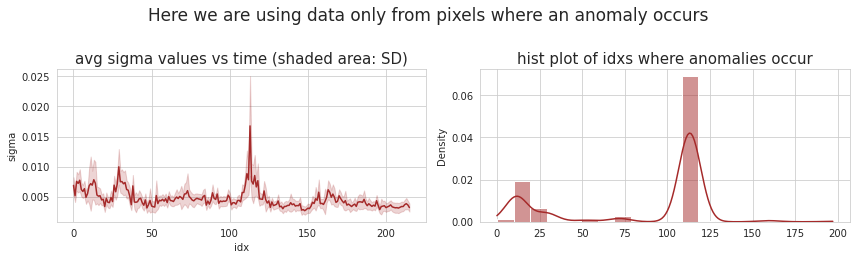 Here we are using data only from pixels where an anomaly occurs
avg sigma values vs time (shaded area: SD)
0.025
0.020
0.015
0.010
0.005
sigma
0 50 100 150 200
idx
hist plot of idxs where anomalies occur
0.06
0.04
0.02
0.00
Density
0 25 50 75 100 125 150 175 200